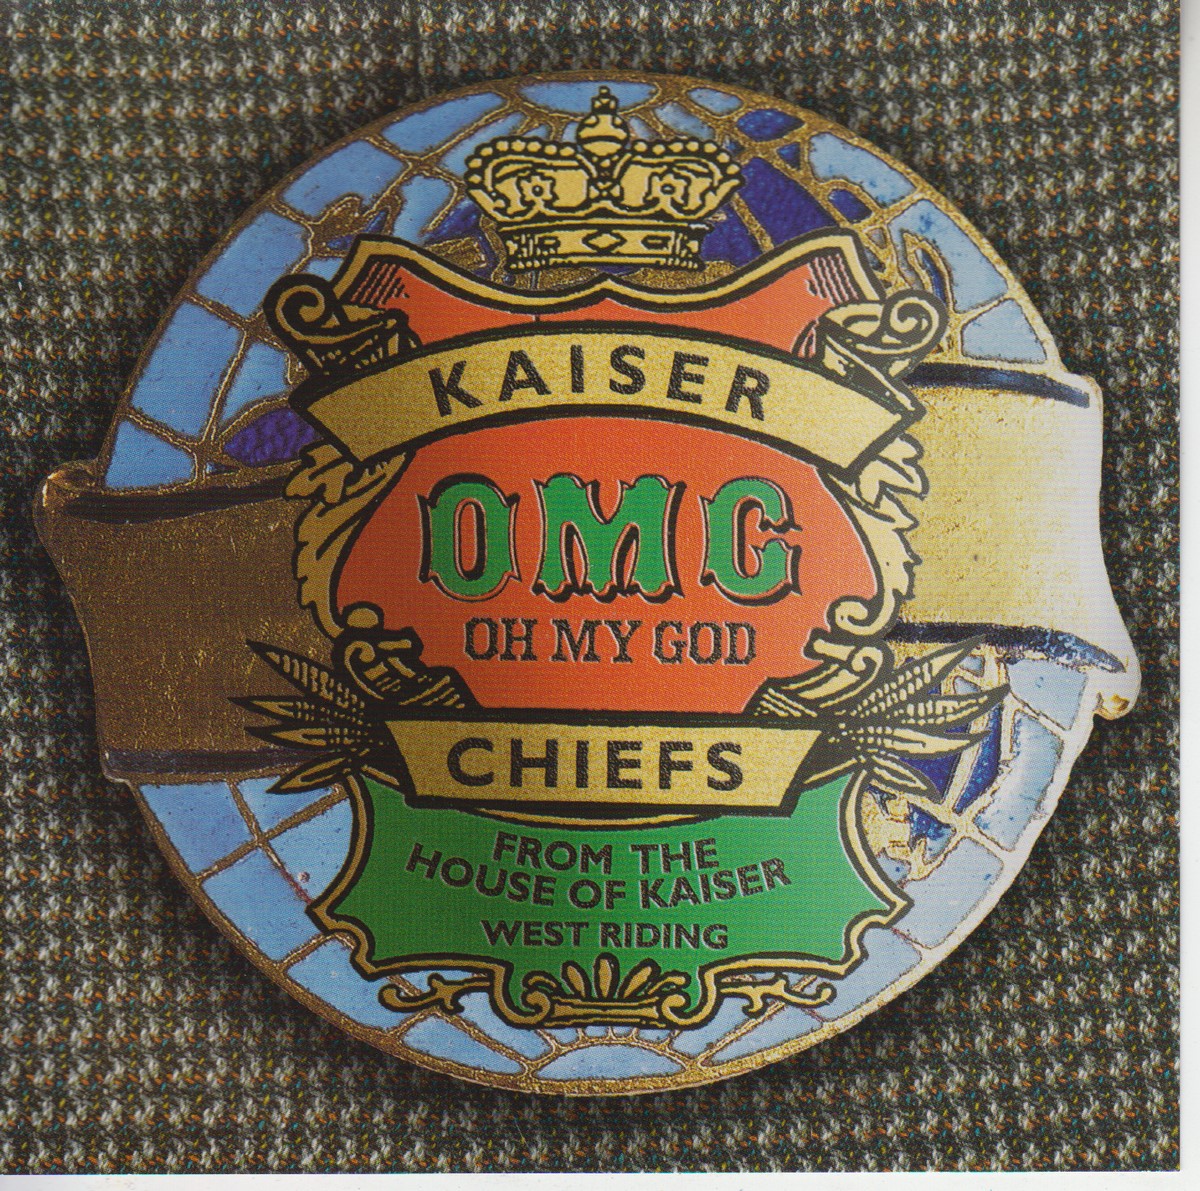 KAISER
OMG
OH MY GOD
CHIEFS
FROM THE
HOUSE OF KAISER
WEST RIDING